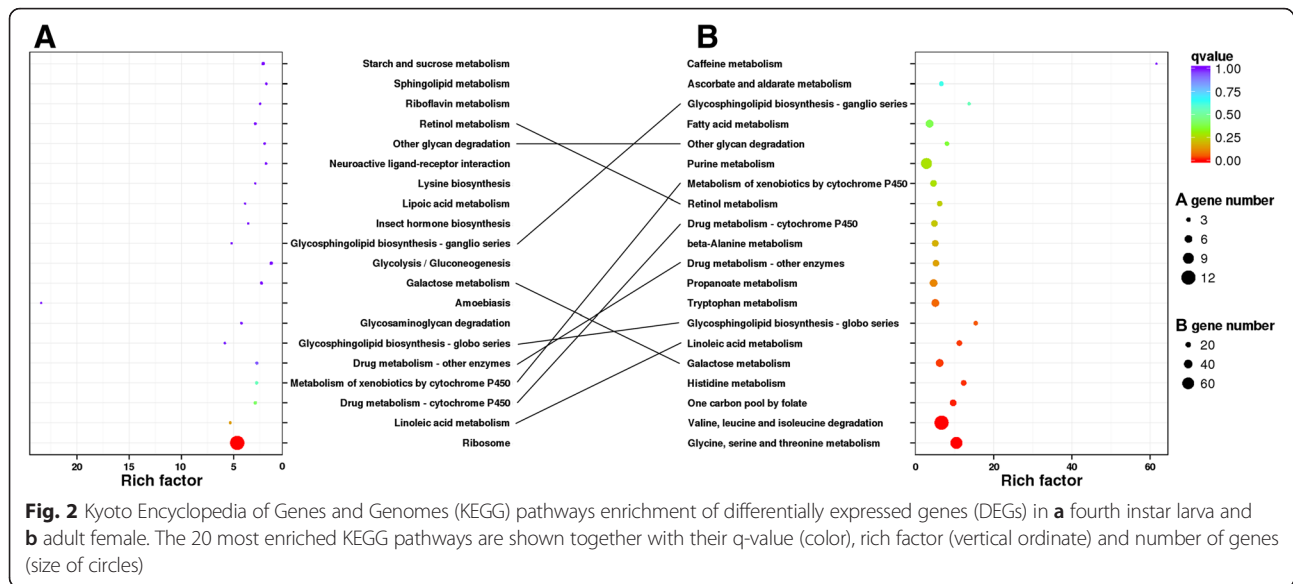 A
B
Starch and sucrose metabolism
Sphingolipid metabolism
Riboflavin metabolism
Retinol metabolism
Other glycan degradation
Neuroactive ligand-receptor interaction
Lysine biosynthesis
Lipoic acid metabolism
Insect hormone biosynthesis
Glycosphingolipid biosynthesis - ganglio series
Glycolysis / Gluconeogenesis
Galactose metabolism
Amoebiasis
Glycosaminoglycan degradation
Glycosphingolipid biosynthesis - globo series
Drug metabolism - other enzymes
Metabolism of xenobiotics by cytochrome P450
Drug metabolism - cytochrome P450
Linoleic acid metabolism
Ribosome
20 15 10 5 0
Rich factor
Caffeine metabolism
Ascorbate and aldarate metabolism
Glycosphingolipid biosynthesis - ganglio series
Fatty acid metabolism
Other glycan degradation
Purine metabolism
Metabolism of xenobiotics by cytochrome P450
Retinol metabolism
Drug metabolism - cytochrome P450
beta-Alanine metabolism
Drug metabolism - other enzymes
Propanoate metabolism
Tryptophan metabolism
Glycosphingolipid biosynthesis - globo series
Linoleic acid metabolism
Galactose metabolism
Histidine metabolism
One carbon pool by folate
Valine, leucine and isoleucine degradation
Glycine, serine and threonine metabolism
0 20 40 60
Rich factor
qvalue
1.00
0.75
0.50
0.25
0.00
A gene number
3
6
9
12
B gene number
20
40
60
Fig. 2 Kyoto Encyclopedia of Genes and Genomes (KEGG) pathways enrichment of differentially expressed genes (DEGs) in a fourth instar larva and
b adult female. The 20 most enriched KEGG pathways are shown together with their q-value (color), rich factor (vertical ordinate) and number of genes
(size of circles)